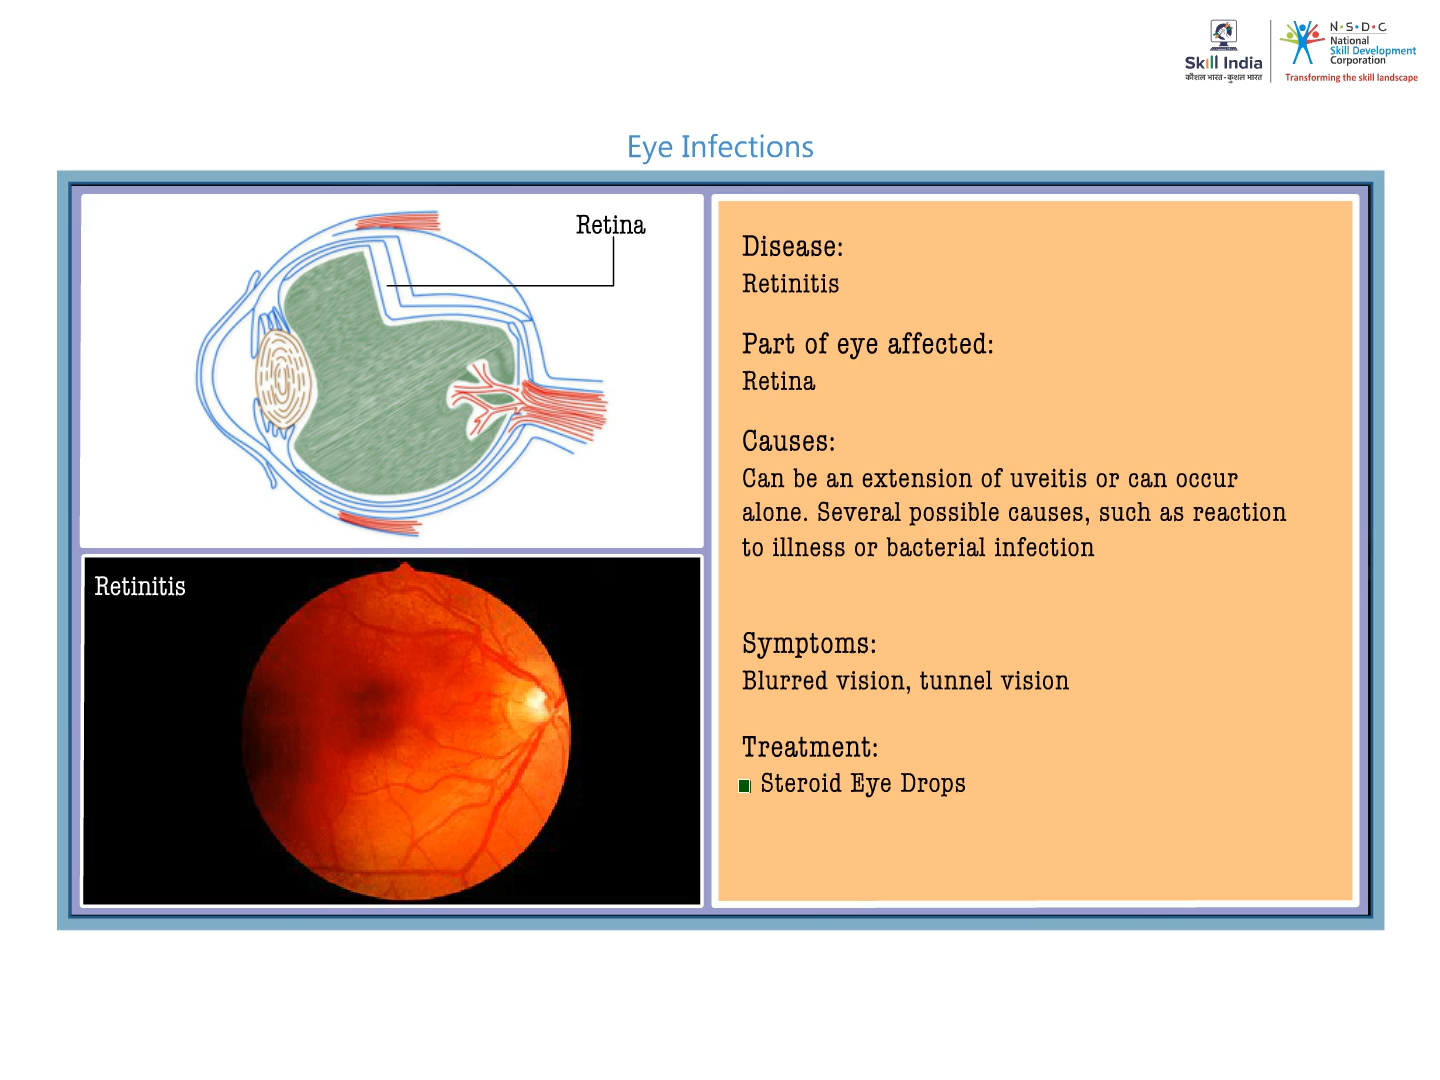 Skill India
कौशल भारत - कुशल भारत
N·S·D·C
National
Skill Development
Corporation
Transforming the skill landscape
Eye Infections
Retina
Retinitis
Disease:
Retinitis
Part of eye affected:
Retina
Causes:
Can be an extension of uveitis or can occur
alone. Several possible causes, such as reaction
to illness or bacterial infection
Symptoms:
Blurred vision, tunnel vision
Treatment:
Steroid Eye Drops